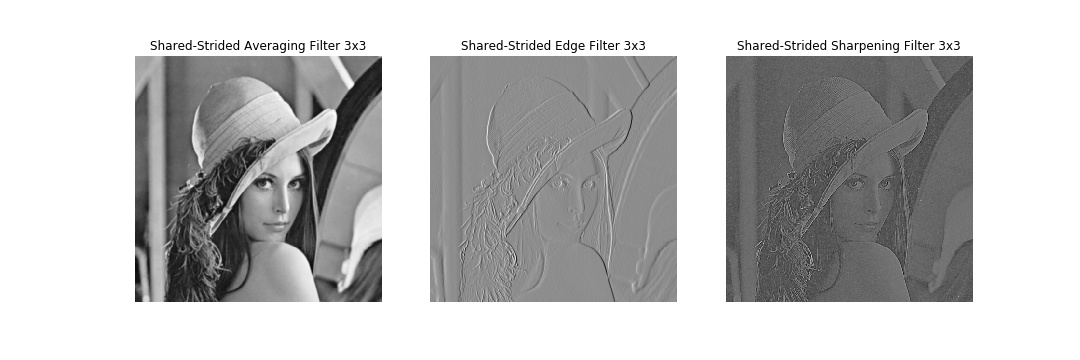 Shared-Strided Averaging Filter 3x3
Shared-Strided Edge Filter 3x3
Shared-Strided Sharpening Filter 3x3